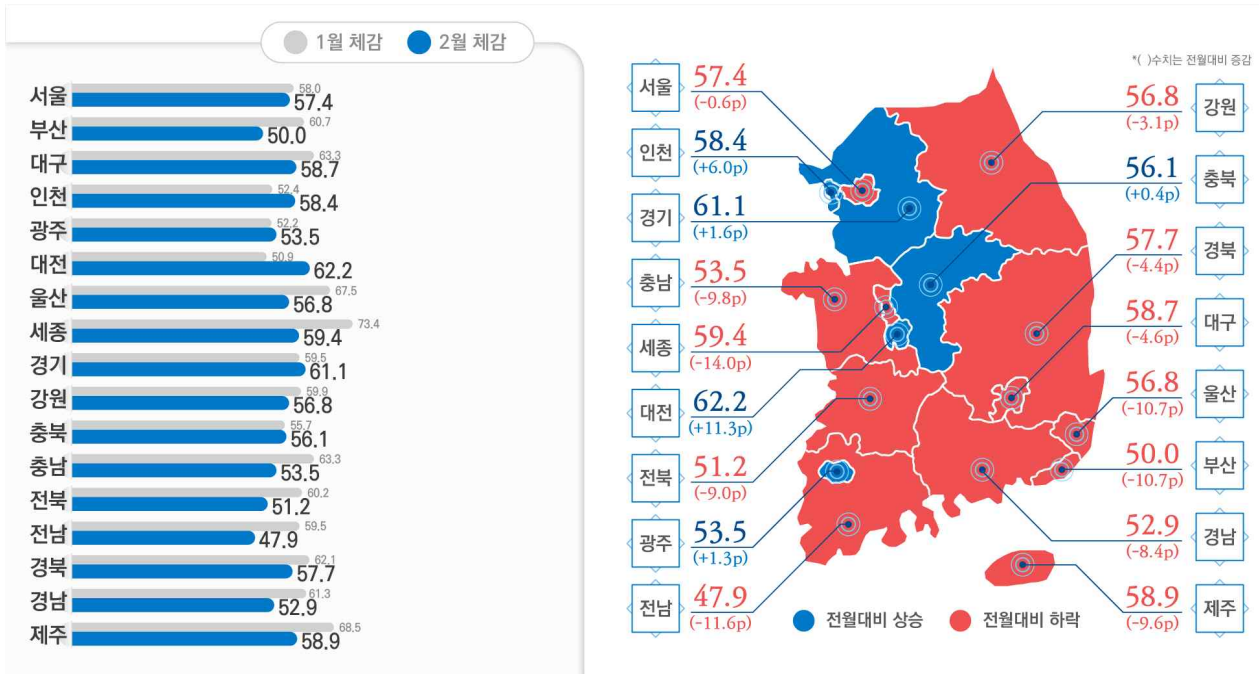 1월 체감 2월 체감
서울 58.0 57.4
부산 60.7 50.0
대구 63.3 58.7
인천 52.4 58.4
광주 52.2 53.5
대전 50.9 62.2
울산 67.5 56.8
세종 73.4 59.4
경기 59.5 61.1
강원 59.9 56.8
충북 55.7 56.1
충남 63.3 53.5
전북 60.2 51.2
전남 59.5 47.9
경북 62.1 57.7
경남 61.3 52.9
제주 68.5 58.9
*( )수치는 전월대비 증감
서울 57.4
(-0.6p)
인천 58.4
(+6.0p)
경기 61.1
(+1.6p)
충남 53.5
(-9.8p)
세종 59.4
(-14.0p)
대전 62.2
(+11.3p)
전북 51.2
(-9.0p)
광주 53.5
(+1.3p)
전남 47.9
(-11.6p)
56.8 강원
(-3.1p)
56.1 충북
(+0.4p)
57.7 경북
(-4.4p)
58.7 대구
(-4.6p)
56.8 울산
(-10.7p)
50.0 부산
(-10.7p)
52.9 경남
(-8.4p)
58.9 제주
(-9.6p)
전월대비 상승 전월대비 하락